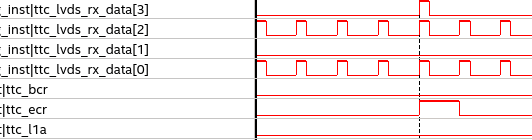 _inst|ttc_lvds_rx_data[3]
_inst|ttc_lvds_rx_data[2]
_inst|ttc_lvds_rx_data[1]
_inst|ttc_lvds_rx_data[0]
|ttc_bcr
|ttc_ecr
|ttc_l1a